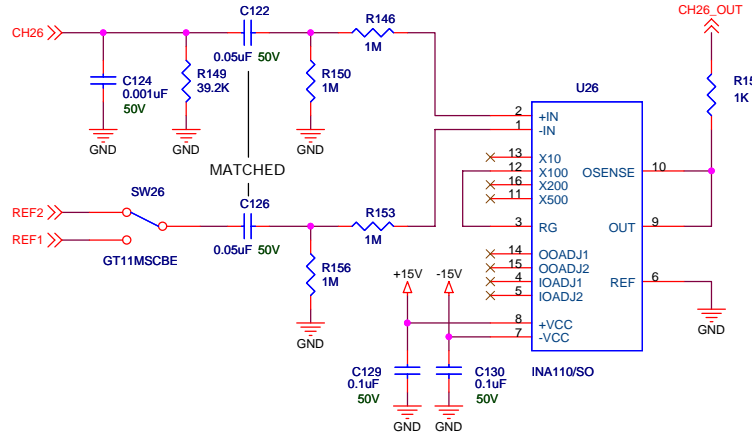 CH26
C122
0.05uF 50V
R146
1M
CH26_OUT
C124
0.001uF
50V
R149
39.2K
R150
1M
GND
GND
GND
MATCHED
R15
1K
U26
2 +IN
1 -IN
13 X10
12 X100
16 X200
11 X500
3 RG
14 OOADJ1
15 OOADJ2
4 IOADJ1
5 IOADJ2
8 +VCC
7 -VCC
OSENSE 10
OUT 9
REF 6
INA110/SO
GND
SW26
REF2
REF1
GT11MSCBE
C126
0.05uF 50V
R153
1M
R156
1M
GND
+15V
-15V
C129
0.1uF
50V
C130
0.1uF
50V
GND
GND